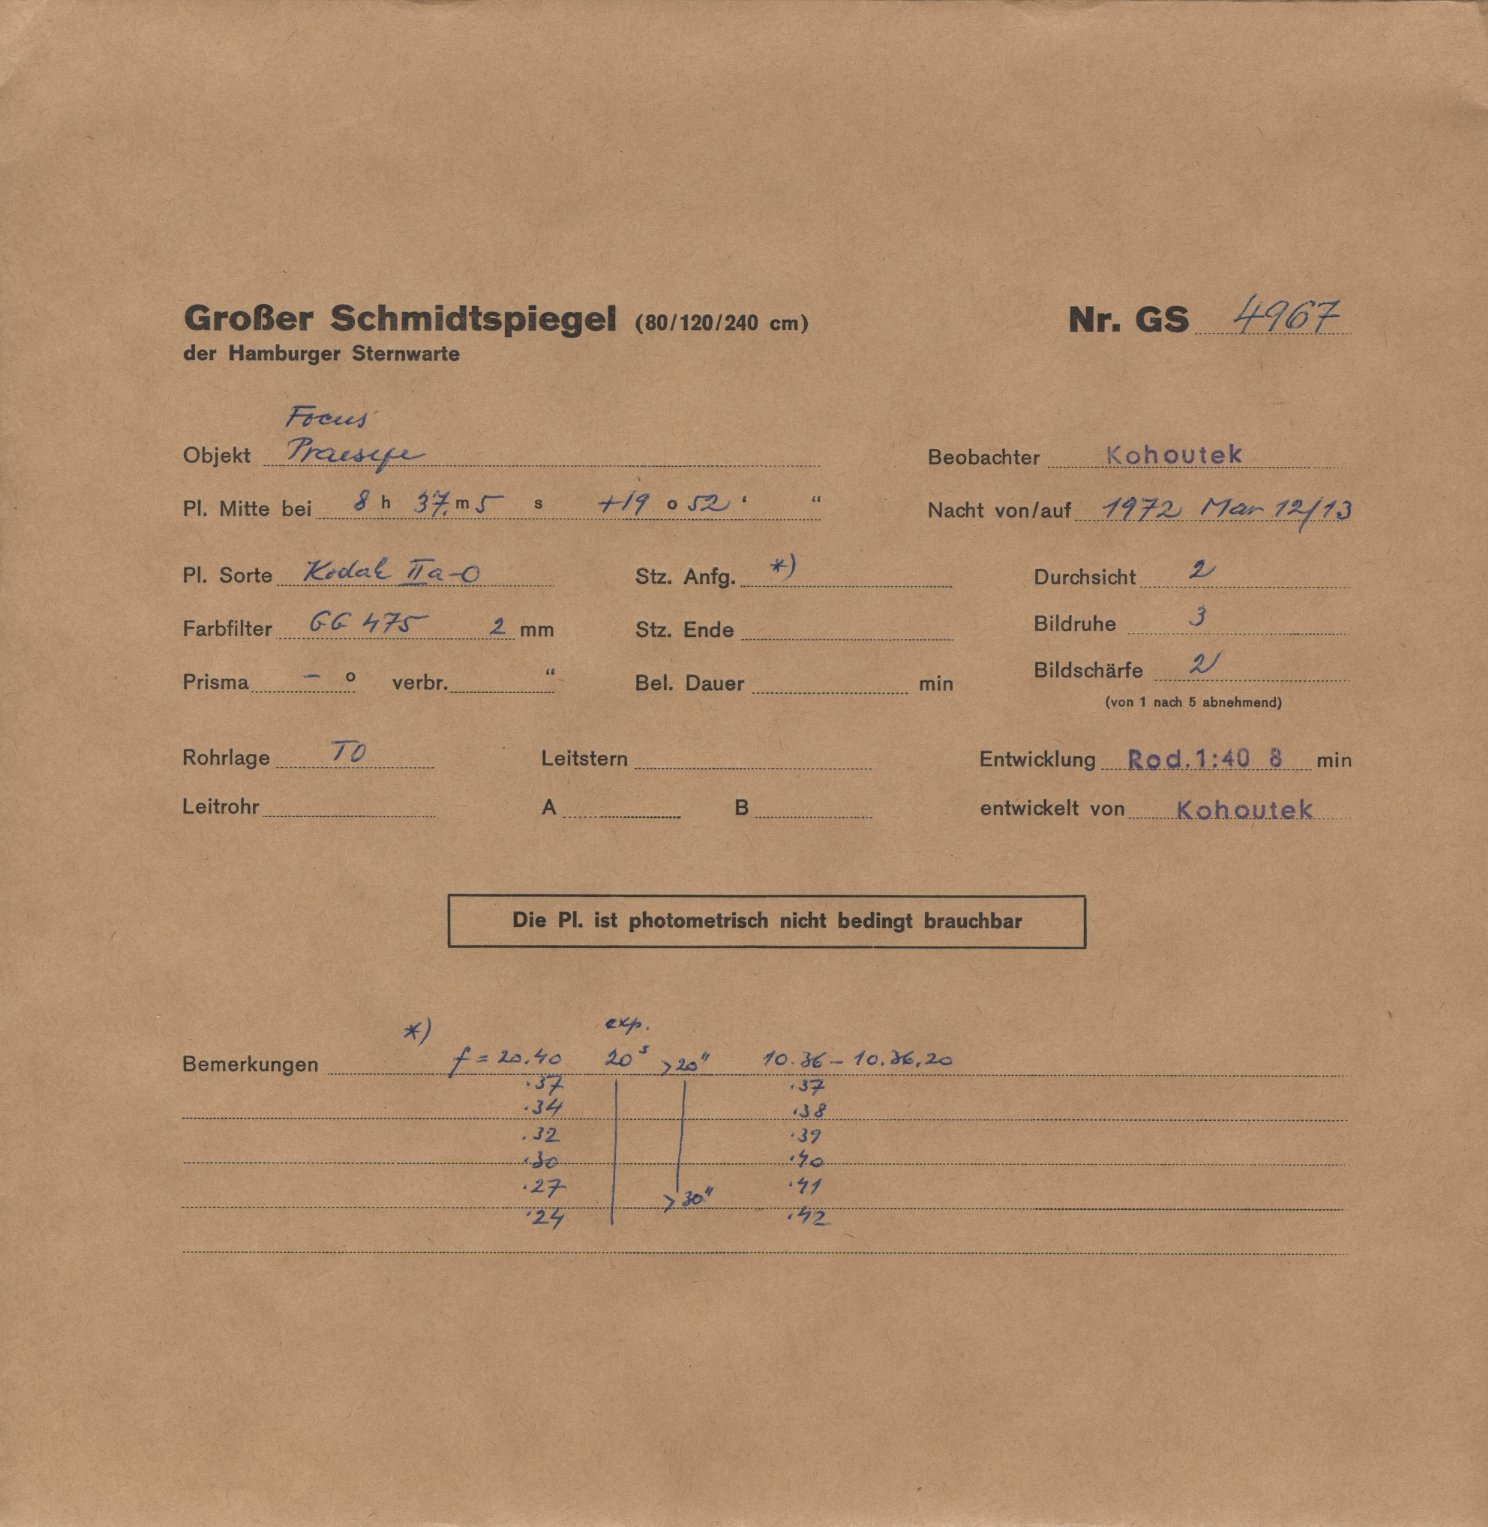 Großer Schmidtspiegel (80/120/240 cm) Nr. GS 4967
der Hamburger Sternwarte
Focus
Objekt Praesepe Beobachter Kohoutek
Pl. Mitte bei 8 h 37. m 5 s +19 o 52 ' " Nacht von/auf 1972 Mar 12/13
Pl. Sorte Kodak IIa-O Stz. Anfg. *) Durchsicht 2
Farbfilter GG 475 2 mm Stz. Ende Bildruhe 3
Prisma – o verbr. " Bel. Dauer min Bildschärfe 2
(von 1 nach 5 abnehmend)
Rohrlage TO Leitstern Entwicklung Rod. 1:40 8 min
Leitrohr A B entwickelt von Kohoutek
Die Pl. ist photometrisch nicht bedingt brauchbar
*) exp.
Bemerkungen f = 20.40 20s >20" 10.36 – 10.36.20
.37 .37
.34 .38
.32 .39
.30 .40
.27 >30" .41
.24 .42